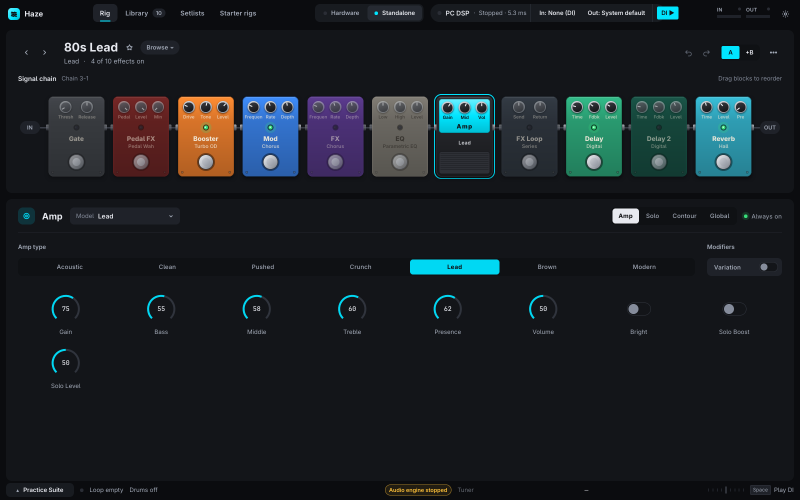 Haze
Rig Library 10 Setlists Starter rigs
Hardware Standalone
PC DSP · Stopped · 5.3 ms In: None (DI) Out: System default DI
IN OUT
80s Lead Browse
Lead · 4 of 10 effects on
A +B
Signal chain Chain 3-1
Drag blocks to reorder
IN
Thresh Release
Gate
Pedal Level Mix
Pedal FX
Pedal Wah
Drive Tone Level
Booster
Turbo OD
Frequen Rate Depth
Mod
Chorus
Frequen Rate Depth
FX
Chorus
Low High Level
EQ
Parametric EQ
Gain Mid Vol
Amp
Lead
Send Return
FX Loop
Series
Time Fdbk Level
Delay
Digital
Time Fdbk Level
Delay 2
Digital
Time Level Pre
Reverb
Hall
OUT
Amp Model Lead
Amp Solo Contour Global Always on
Amp type
Acoustic Clean Pushed Crunch Lead Brown Modern
Modifiers
Variation
75 55 58 60 62 50
Gain Bass Middle Treble Presence Volume Bright Solo Boost
50
Solo Level
Practice Suite Loop empty Drums off
Audio engine stopped Tuner –
Space Play DI